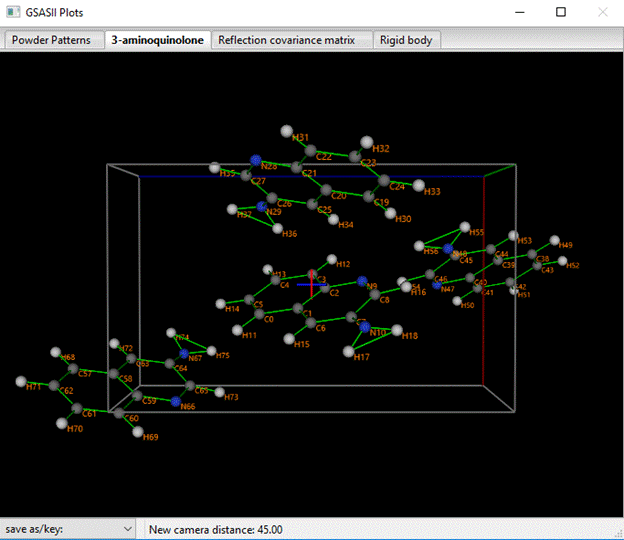 GSASII Plots
Powder Patterns 3-aminoquinolone Reflection covariance matrix Rigid body
H31
H32
N28 C22 C23
H35 C21
C27 C24 H33
C20
C26 C19
H37 N29 C25 H30
H34
H36 H55
H56 H53 H49
C44
C45 C38
H12 C39 H52
H13 C3 C46 C43
C4 N9 C40
C2 N47 C42
C8 H16 C41 H51
C5 H50
H14 C1
C0
C6
H11 N10 H18
H15
H72 H75 H17
H68 N67
C63
C64
C57 C58
H71 C62 C65 H73
C59 N66
C61 C60
H70 H69
save as/key: New camera distance: 45.00